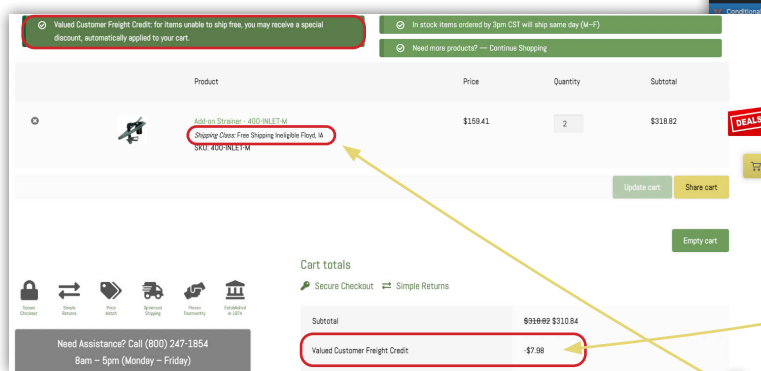 Conditional
Valued Customer Freight Credit: for items unable to ship free, you may receive a special
discount, automatically applied to your cart.
In stock items ordered by 3pm CST will ship same day (M–F)
Need more products? — Continue Shopping
Product Price Quantity Subtotal
Add-on Strainer - 400-INLET-M $159.41 2 $318.82
Shipping Class: Free Shipping Ineligible Floyd, IA
SKU: 400-INLET-M
DEALS
Update cart Share cart
Empty cart
Cart totals
Secure Checkout Simple Returns
Secure Checkout
Simple Returns
Price Match
Optimized Shipping
Proven Trustworthy
Established in 1974
Subtotal $318.82 $310.84
Valued Customer Freight Credit -$7.98
Need Assistance? Call (800) 247-1854
8am – 5pm (Monday – Friday)